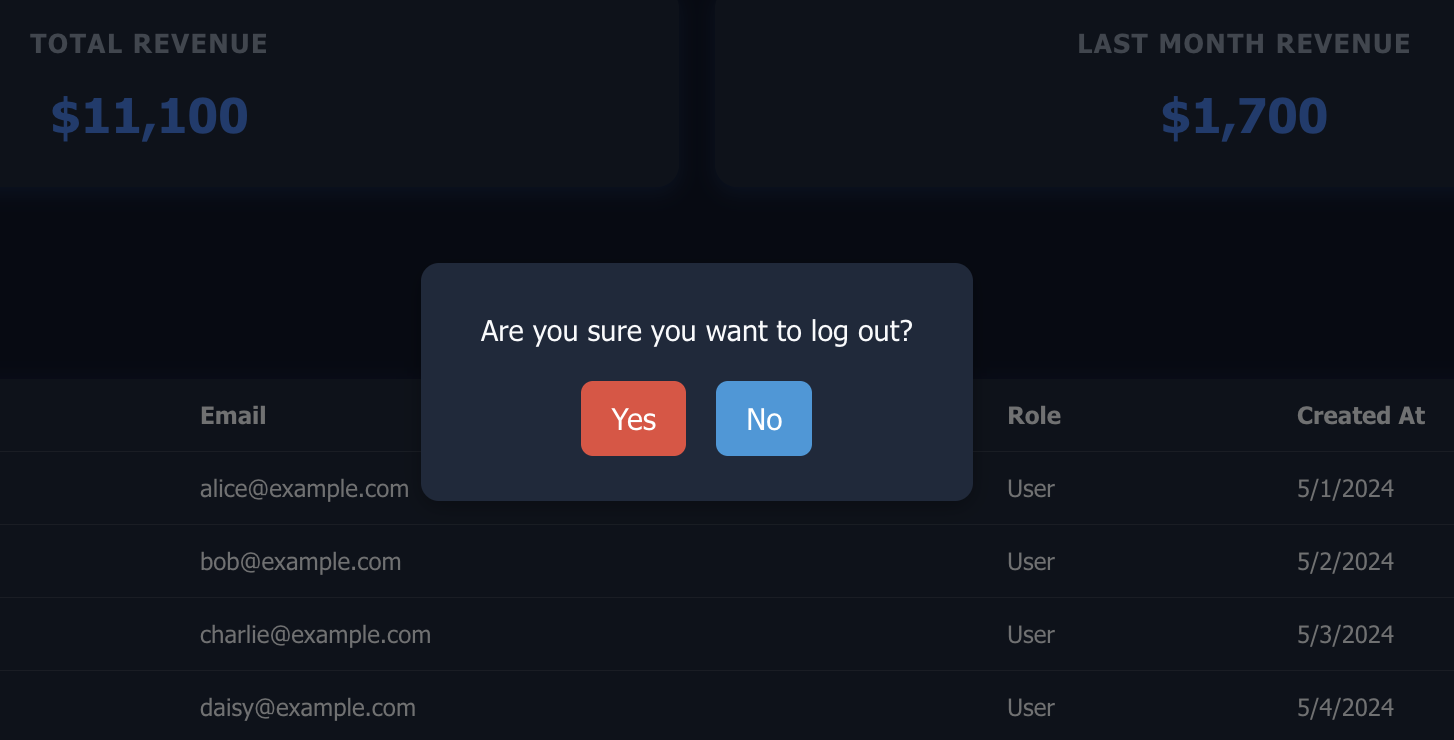 TOTAL REVENUE LAST MONTH REVENUE
$11,100 $1,700
Are you sure you want to log out?
Yes No
Email Role Created At
alice@example.com User 5/1/2024
bob@example.com User 5/2/2024
charlie@example.com User 5/3/2024
daisy@example.com User 5/4/2024